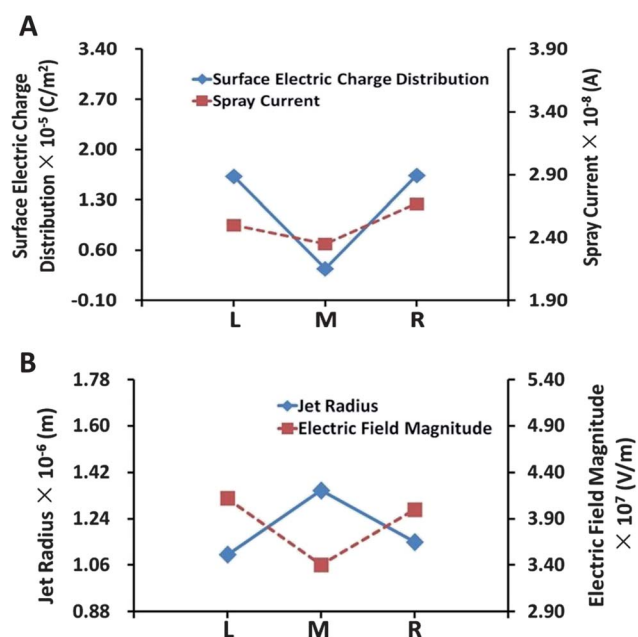 A
Surface Electric Charge
Distribution × 10⁻⁵ (C/m²)
3.40
2.70
2.00
1.30
0.60
-0.10
Surface Electric Charge Distribution
Spray Current
3.90
3.40
2.90
2.40
1.90
Spray Current × 10⁻⁸ (A)
L M R
B
Jet Radius × 10⁻⁶ (m)
1.78
1.60
1.42
1.24
1.06
0.88
Jet Radius
Electric Field Magnitude
5.40
4.90
4.40
3.90
3.40
2.90
Electric Field Magnitude
× 10⁷ (V/m)
L M R